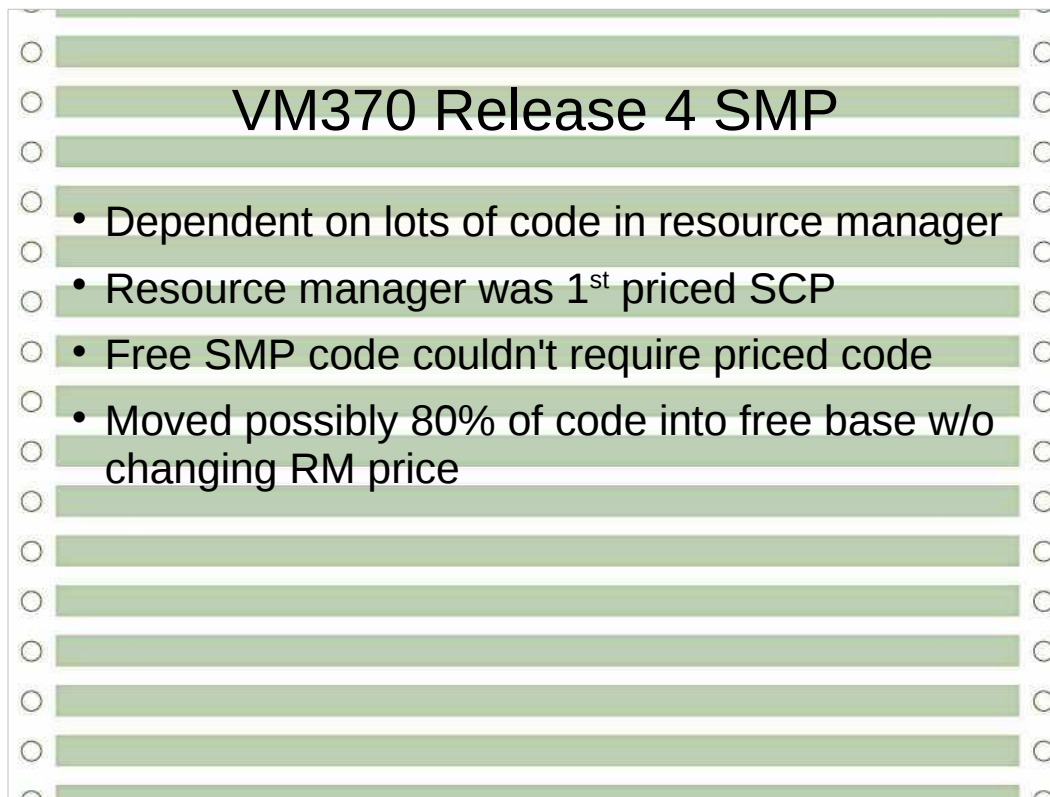 VM370 Release 4 SMP
• Dependent on lots of code in resource manager
• Resource manager was 1st priced SCP
• Free SMP code couldn't require priced code
• Moved possibly 80% of code into free base w/o
changing RM price